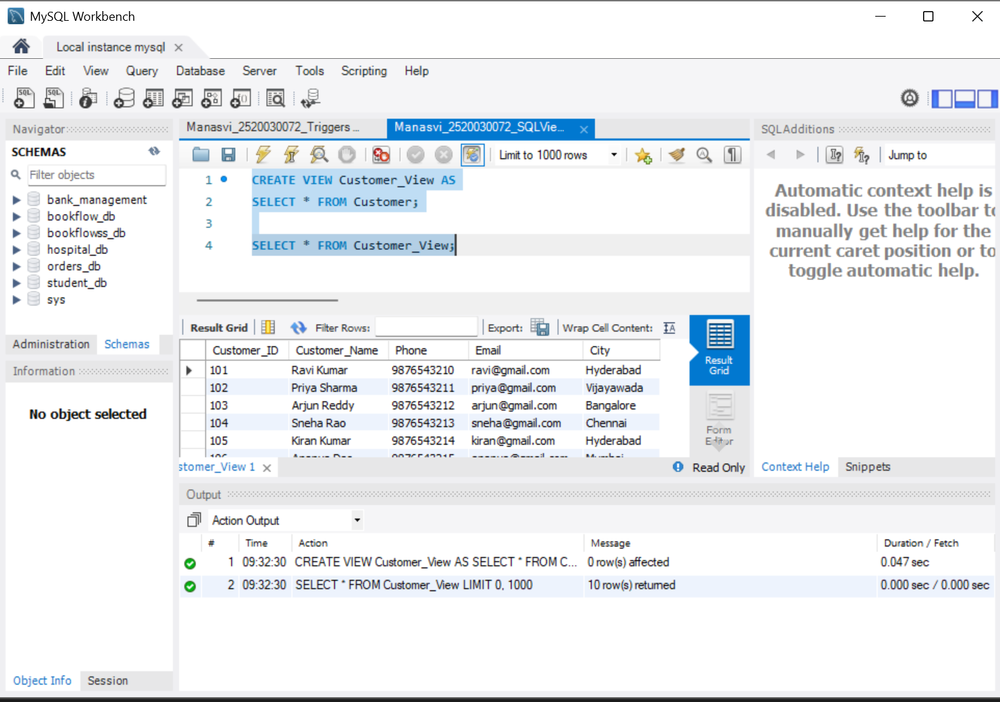 MySQL Workbench
Local instance mysql
File Edit View Query Database Server Tools Scripting Help
Navigator
SCHEMAS
Filter objects
bank_management
bookflow_db
bookflowss_db
hospital_db
orders_db
student_db
sys
Administration Schemas
Information
No object selected
Object Info Session
Manasvi_2520030072_Triggers ... Manasvi_2520030072_SQLVie...
Limit to 1000 rows
1 CREATE VIEW Customer_View AS
2 SELECT * FROM Customer;
3
4 SELECT * FROM Customer_View;
Result Grid Filter Rows: Export: Wrap Cell Content:
Customer_ID Customer_Name Phone Email City
101 Ravi Kumar 9876543210 ravi@gmail.com Hyderabad
102 Priya Sharma 9876543211 priya@gmail.com Vijayawada
103 Arjun Reddy 9876543212 arjun@gmail.com Bangalore
104 Sneha Rao 9876543213 sneha@gmail.com Chennai
105 Kiran Kumar 9876543214 kiran@gmail.com Hyderabad
Result
Grid
Form
Editor
stomer_View 1 Read Only
SQLAdditions
Jump to
Automatic context help is
disabled. Use the toolbar to
manually get help for the
current caret position or to
toggle automatic help.
Context Help Snippets
Output
Action Output
# Time Action Message Duration / Fetch
1 09:32:30 CREATE VIEW Customer_View AS SELECT * FROM C... 0 row(s) affected 0.047 sec
2 09:32:30 SELECT * FROM Customer_View LIMIT 0, 1000 10 row(s) returned 0.000 sec / 0.000 sec